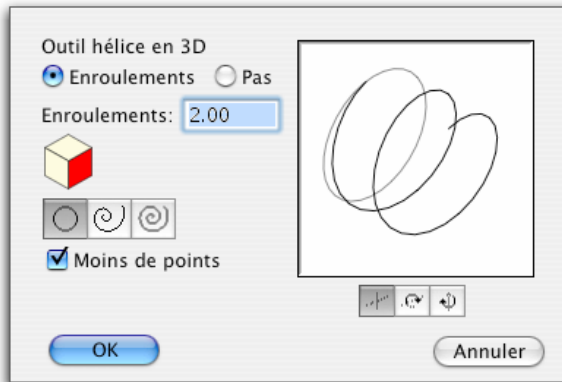 Outil hélice en 3D
Enroulements Pas
Enroulements: 2.00
Moins de points
OK
Annuler